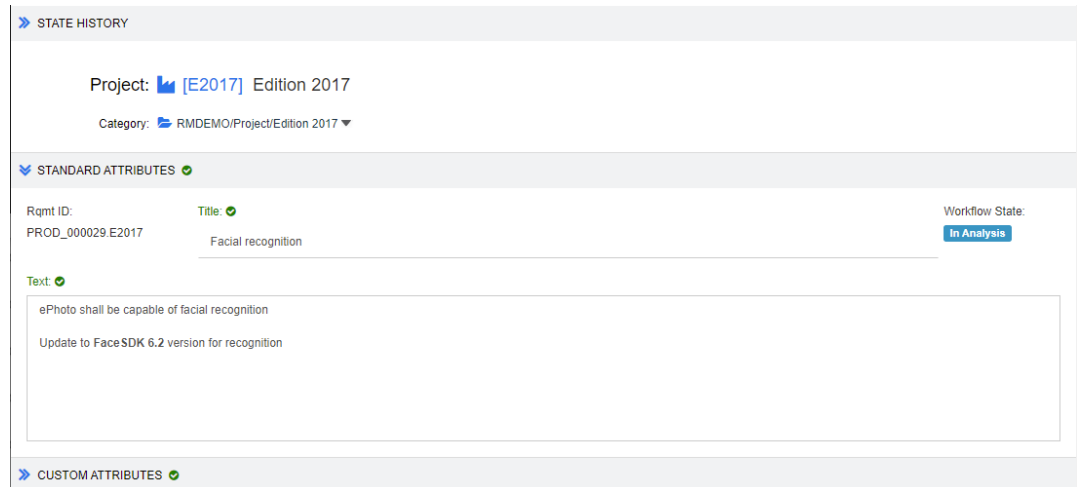 STATE HISTORY
Project: [E2017] Edition 2017
Category: RMDEMO/Project/Edition 2017
STANDARD ATTRIBUTES
Rqmt ID: Title: Workflow State:
PROD_000029.E2017 Facial recognition In Analysis
Text:
ePhoto shall be capable of facial recognition
Update to FaceSDK 6.2 version for recognition
CUSTOM ATTRIBUTES